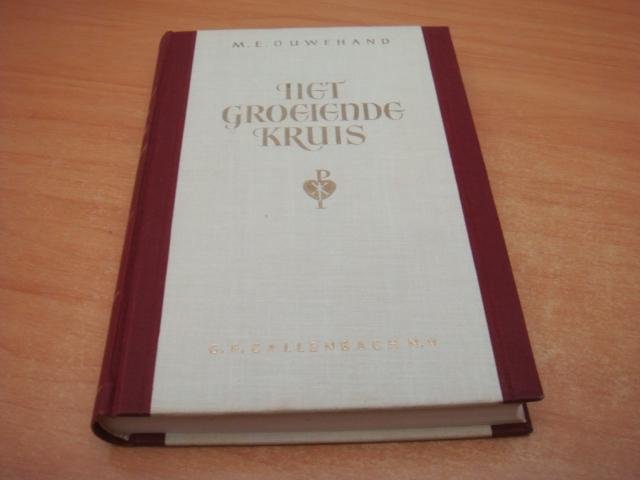 M. E. OUWEHAND
HET
GROEIENDE
KRUIS
G. F. CALLENBACH N.V.